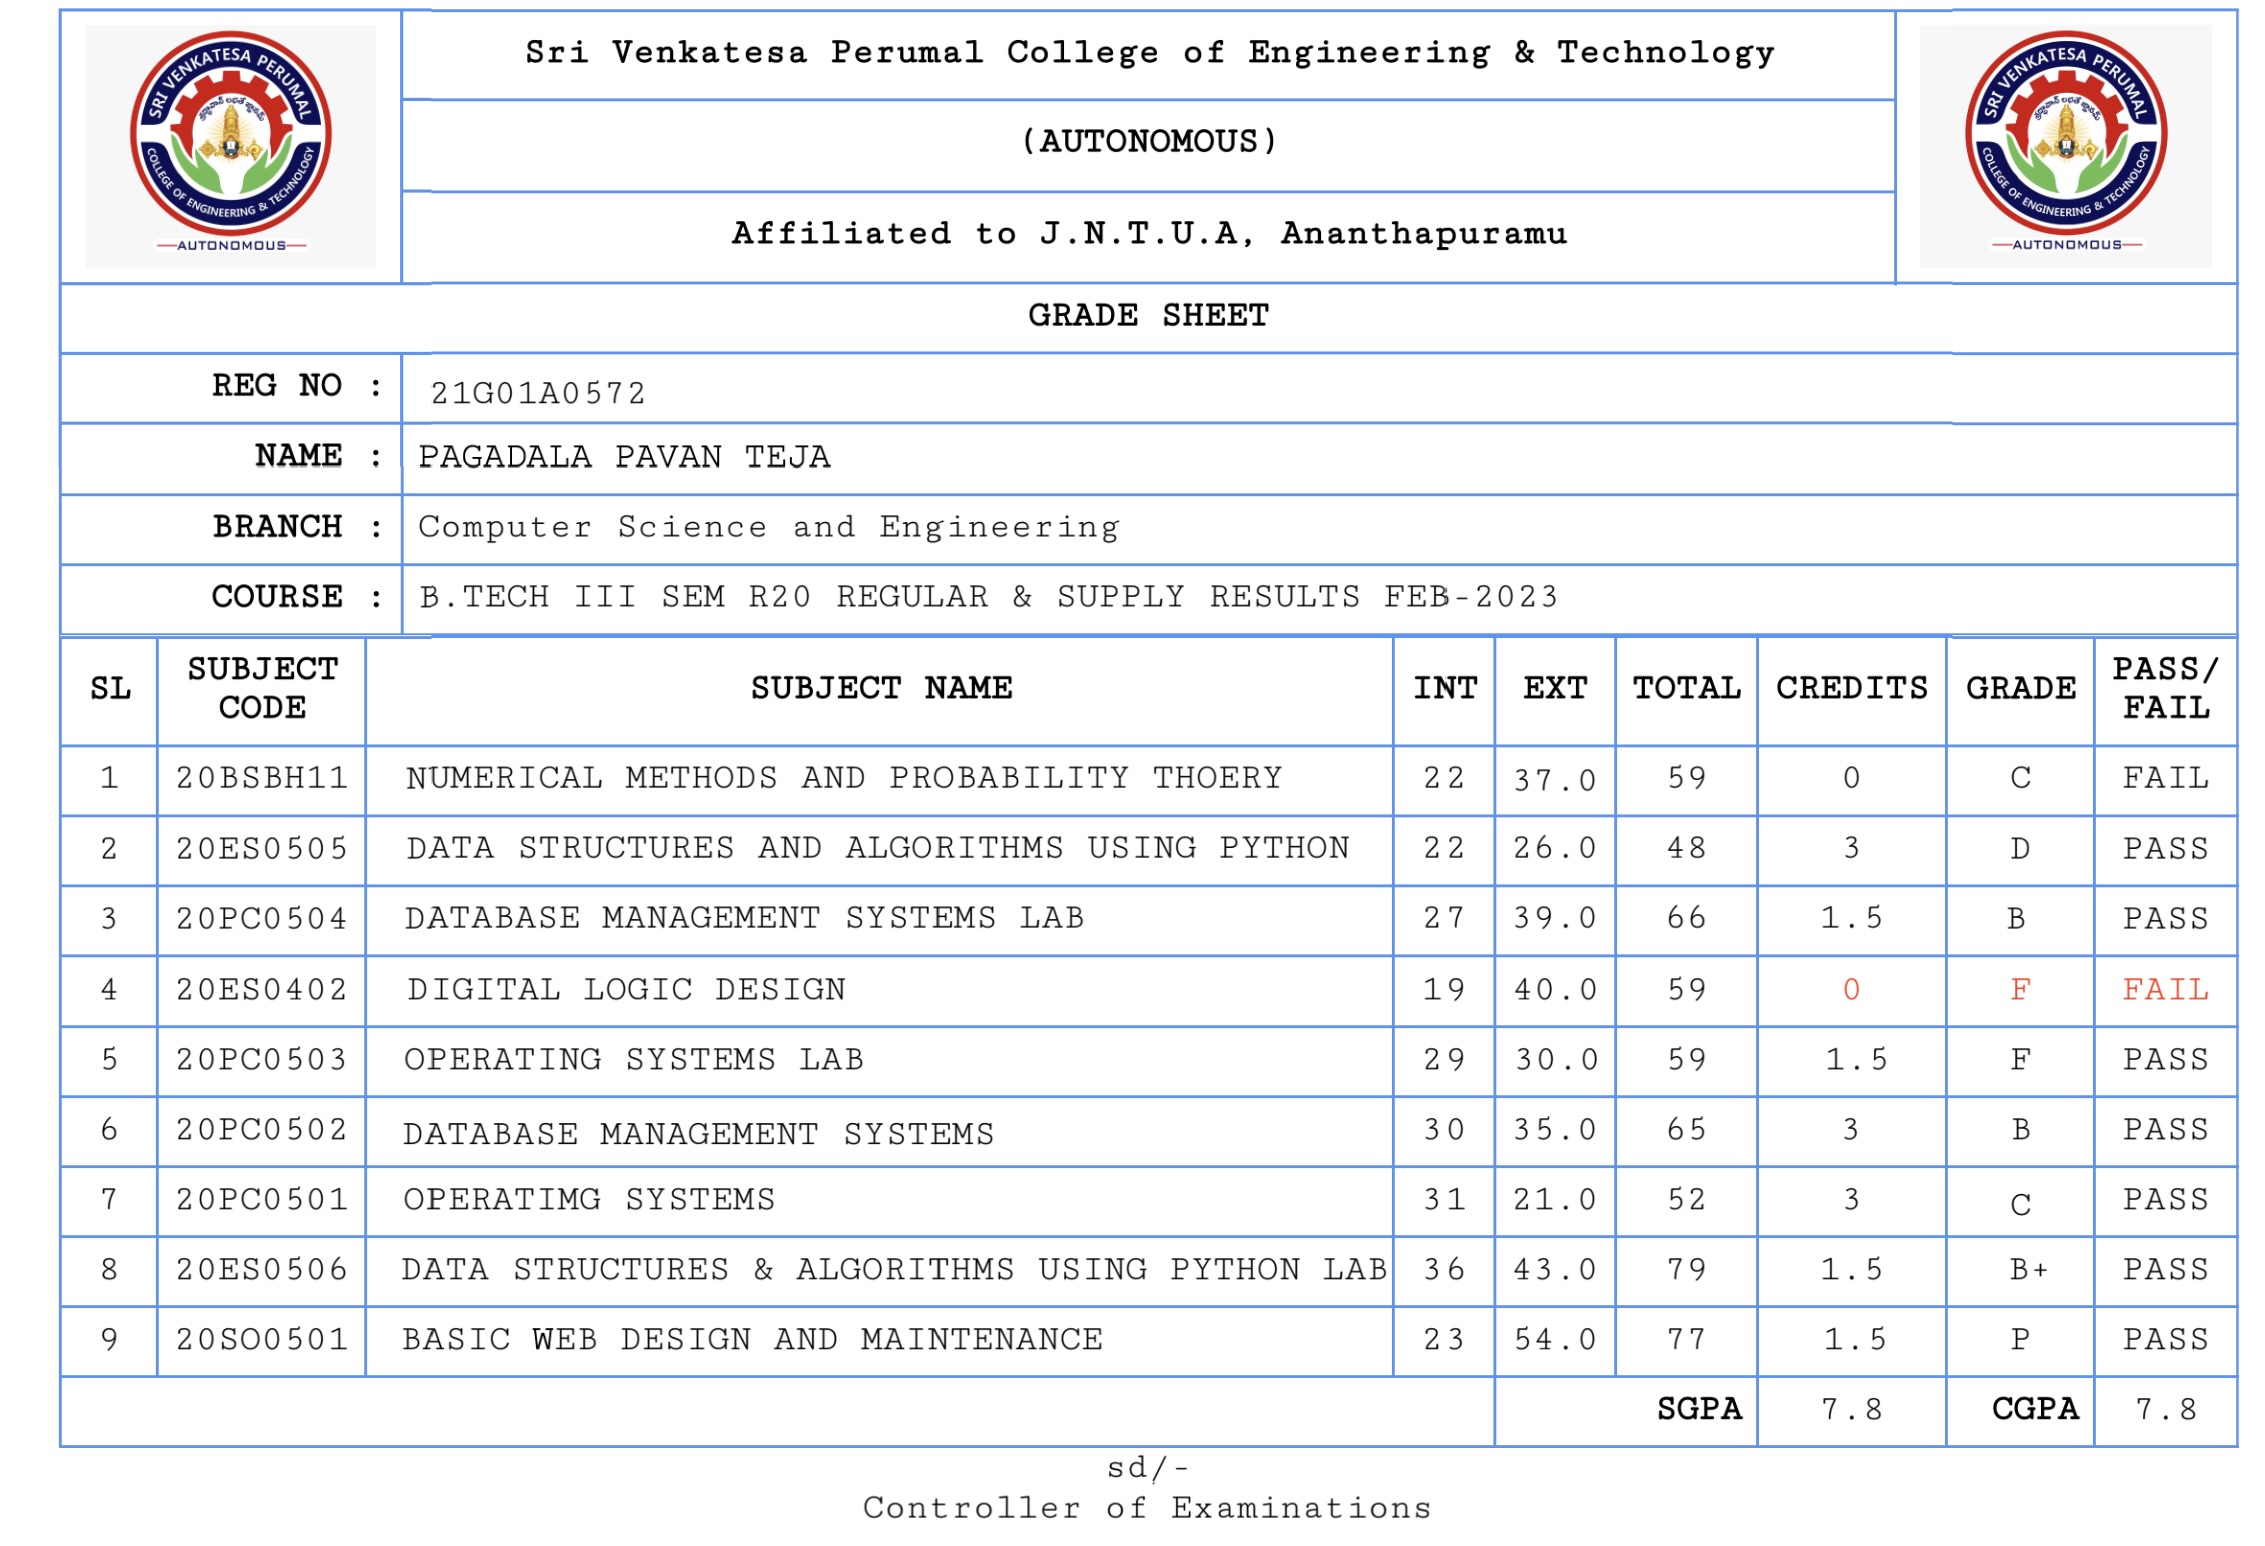 SRI VENKATESA PERUMAL
COLLEGE OF ENGINEERING & TECHNOLOGY
AUTONOMOUS
Sri Venkatesa Perumal College of Engineering & Technology
(AUTONOMOUS)
Affiliated to J.N.T.U.A, Ananthapuramu
SRI VENKATESA PERUMAL
COLLEGE OF ENGINEERING & TECHNOLOGY
AUTONOMOUS
GRADE SHEET
REG NO : 21G01A0572
NAME : PAGADALA PAVAN TEJA
BRANCH : Computer Science and Engineering
COURSE : B.TECH III SEM R20 REGULAR & SUPPLY RESULTS FEB-2023
SL SUBJECT CODE SUBJECT NAME INT EXT TOTAL CREDITS GRADE PASS/FAIL
1 20BSBH11 NUMERICAL METHODS AND PROBABILITY THOERY 22 37.0 59 0 C FAIL
2 20ES0505 DATA STRUCTURES AND ALGORITHMS USING PYTHON 22 26.0 48 3 D PASS
3 20PC0504 DATABASE MANAGEMENT SYSTEMS LAB 27 39.0 66 1.5 B PASS
4 20ES0402 DIGITAL LOGIC DESIGN 19 40.0 59 0 F FAIL
5 20PC0503 OPERATING SYSTEMS LAB 29 30.0 59 1.5 F PASS
6 20PC0502 DATABASE MANAGEMENT SYSTEMS 30 35.0 65 3 B PASS
7 20PC0501 OPERATIMG SYSTEMS 31 21.0 52 3 C PASS
8 20ES0506 DATA STRUCTURES & ALGORITHMS USING PYTHON LAB 36 43.0 79 1.5 B+ PASS
9 20SO0501 BASIC WEB DESIGN AND MAINTENANCE 23 54.0 77 1.5 P PASS
SGPA 7.8 CGPA 7.8
sd/-
Controller of Examinations